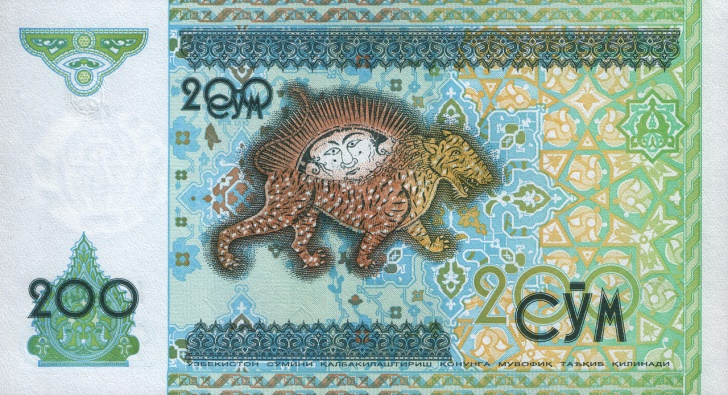 200
СЎМ
200
200
СЎМ
ЎЗБЕКИСТОН СЎМИНИ ҚАЛБАКИЛАШТИРИШ ҚОНУНГА МУВОФИҚ ТАЪҚИБ ҚИЛИНАДИ